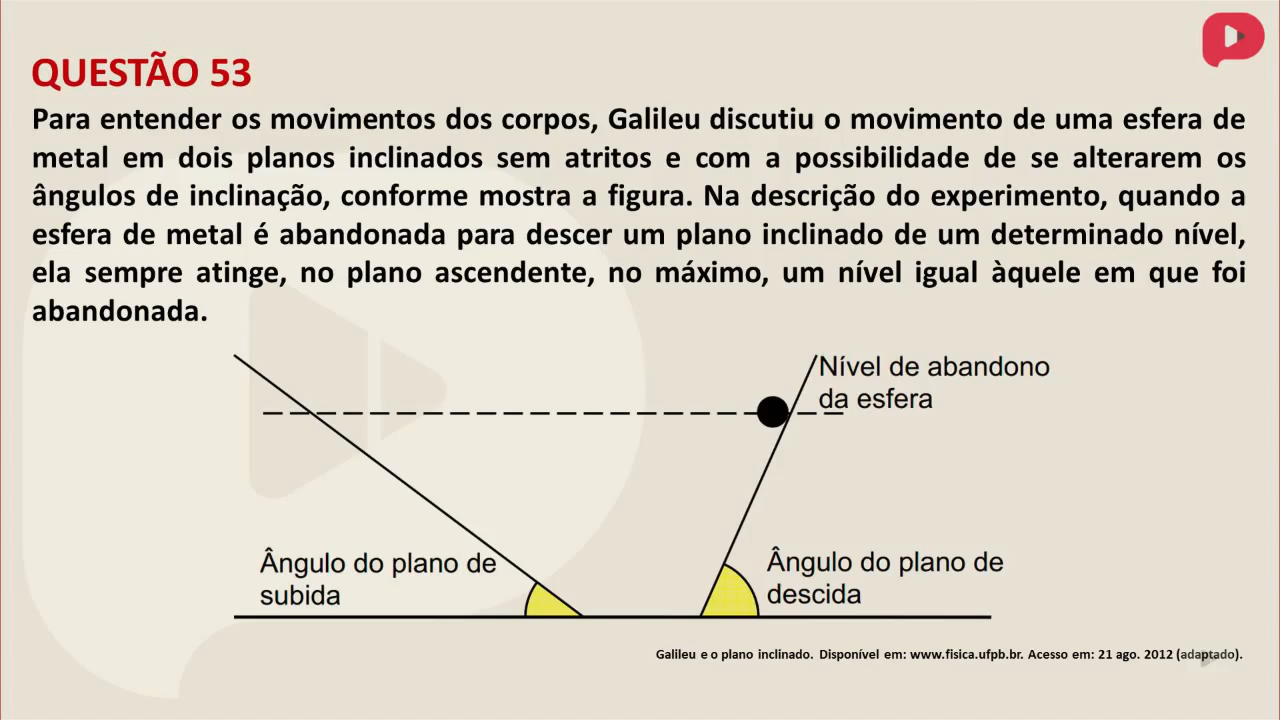 QUESTÃO 53
Para entender os movimentos dos corpos, Galileu discutiu o movimento de uma esfera de
metal em dois planos inclinados sem atritos e com a possibilidade de se alterarem os
ângulos de inclinação, conforme mostra a figura. Na descrição do experimento, quando a
esfera de metal é abandonada para descer um plano inclinado de um determinado nível,
ela sempre atinge, no plano ascendente, no máximo, um nível igual àquele em que foi
abandonada.
Nível de abandono
da esfera
Ângulo do plano de
subida
Ângulo do plano de
descida
Galileu e o plano inclinado. Disponível em: www.fisica.ufpb.br. Acesso em: 21 ago. 2012 (adaptado).